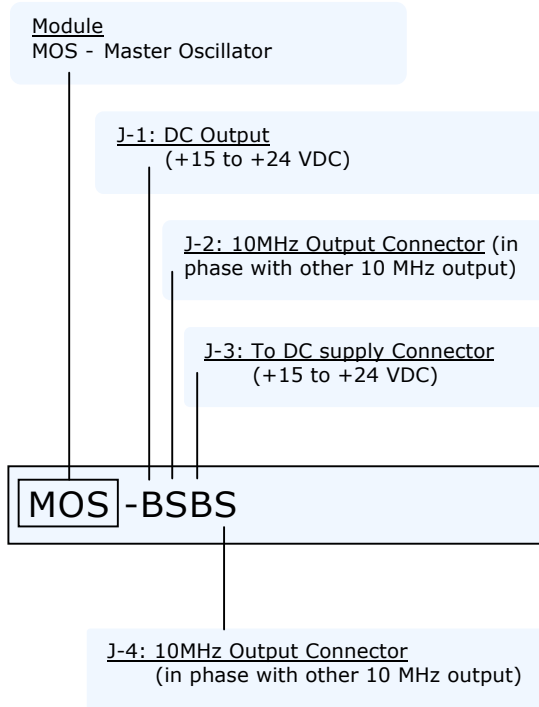 Module
MOS - Master Oscillator
J-1: DC Output
(+15 to +24 VDC)
J-2: 10MHz Output Connector (in
phase with other 10 MHz output)
J-3: To DC supply Connector
(+15 to +24 VDC)
MOS-BSBS
J-4: 10MHz Output Connector
(in phase with other 10 MHz output)